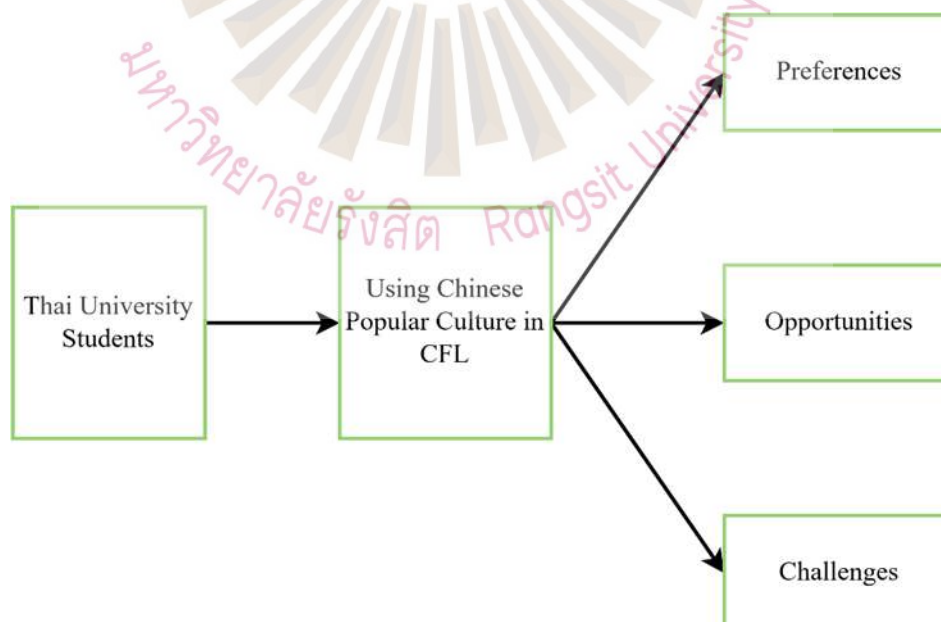 มหาวิทยาลัยรังสิต Rangsit University
Preferences
Thai University
Students
Using Chinese
Popular Culture in
CFL
Opportunities
Challenges